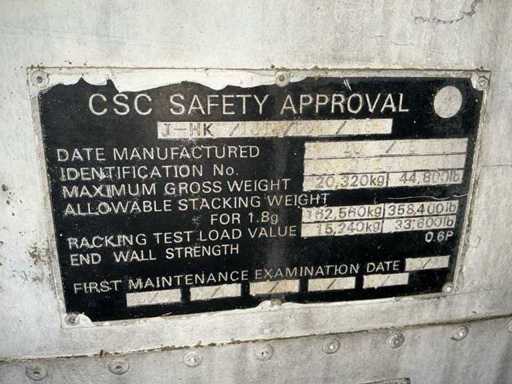 CSC SAFETY APPROVAL
J-HK /
DATE MANUFACTURED
IDENTIFICATION No.
MAXIMUM GROSS WEIGHT 20,320kg / 44,800lb
ALLOWABLE STACKING WEIGHT
FOR 1.8g 162,560kg / 358,400lb
RACKING TEST LOAD VALUE 15,240kg / 33,600lb
END WALL STRENGTH 0.6P
FIRST MAINTENANCE EXAMINATION DATE